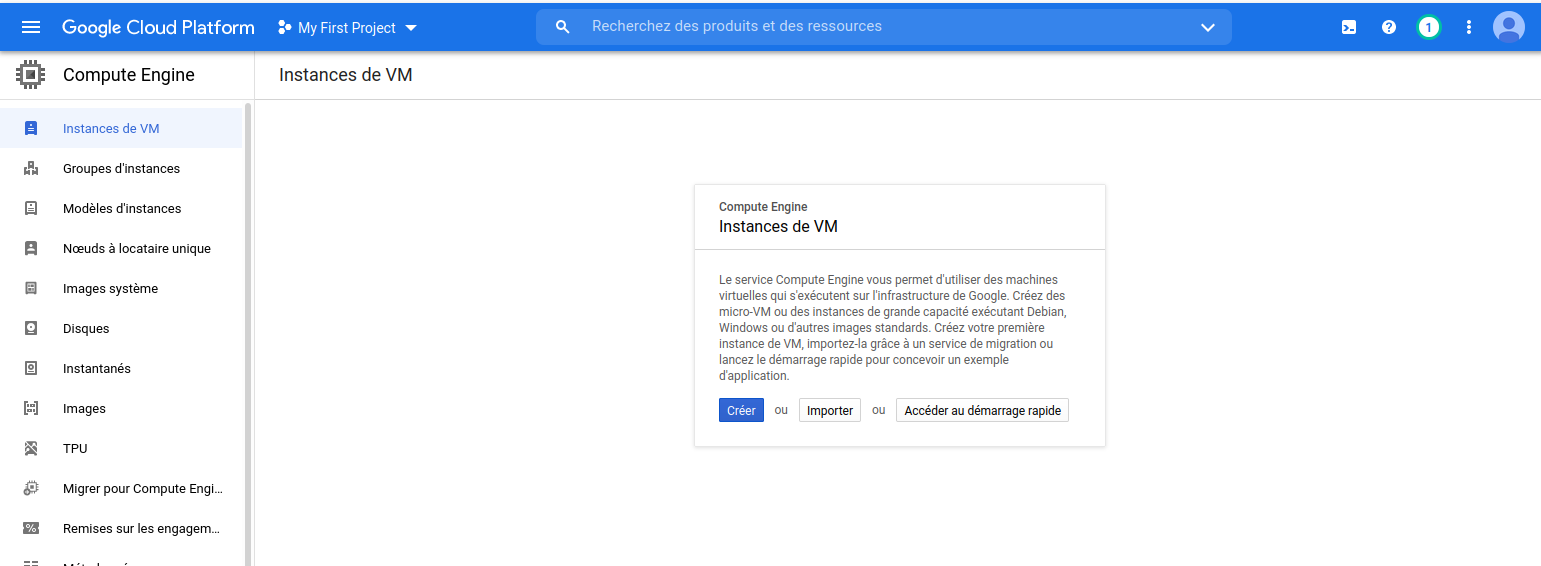 Google Cloud Platform
My First Project
Recherchez des produits et des ressources
1
Compute Engine
Instances de VM
Instances de VM
Groupes d'instances
Modèles d'instances
Nœuds à locataire unique
Images système
Disques
Instantanés
Images
TPU
Migrer pour Compute Engi...
Remises sur les engagem...
Compute Engine
Instances de VM
Le service Compute Engine vous permet d'utiliser des machines
virtuelles qui s'exécutent sur l'infrastructure de Google. Créez des
micro-VM ou des instances de grande capacité exécutant Debian,
Windows ou d'autres images standards. Créez votre première
instance de VM, importez-la grâce à un service de migration ou
lancez le démarrage rapide pour concevoir un exemple
d'application.
Créer ou Importer ou Accéder au démarrage rapide